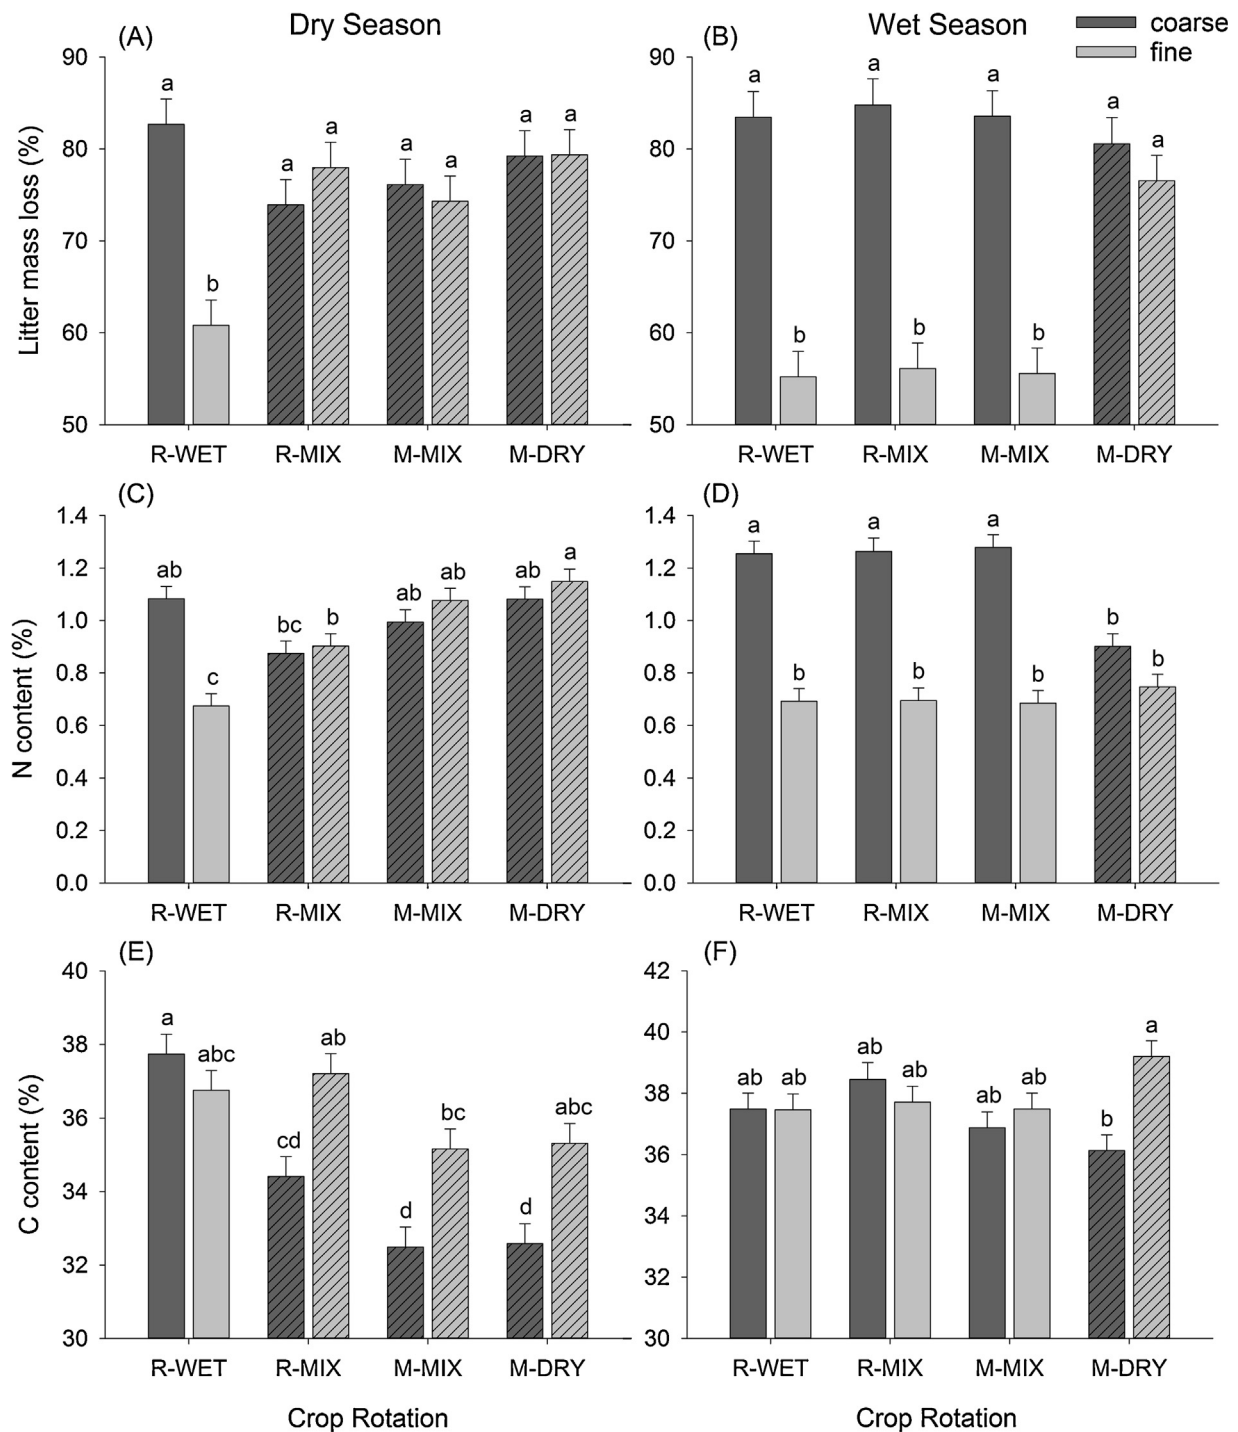 Dry Season
Wet Season
coarse
fine
(A)
90
80
70
60
50
Litter mass loss (%)
a
b
a
a
a
a
a
a
R-WET
R-MIX
M-MIX
M-DRY
(B)
90
80
70
60
50
a
b
a
b
a
b
a
a
R-WET
R-MIX
M-MIX
M-DRY
(C)
1.4
1.2
1.0
0.8
0.6
0.4
0.2
0.0
N content (%)
ab
c
bc
b
ab
ab
ab
a
R-WET
R-MIX
M-MIX
M-DRY
(D)
1.4
1.2
1.0
0.8
0.6
0.4
0.2
0.0
a
b
a
b
a
b
b
b
R-WET
R-MIX
M-MIX
M-DRY
(E)
40
38
36
34
32
30
C content (%)
a
abc
cd
ab
d
bc
d
abc
R-WET
R-MIX
M-MIX
M-DRY
Crop Rotation
(F)
42
40
38
36
34
32
30
ab
ab
ab
ab
ab
ab
b
a
R-WET
R-MIX
M-MIX
M-DRY
Crop Rotation